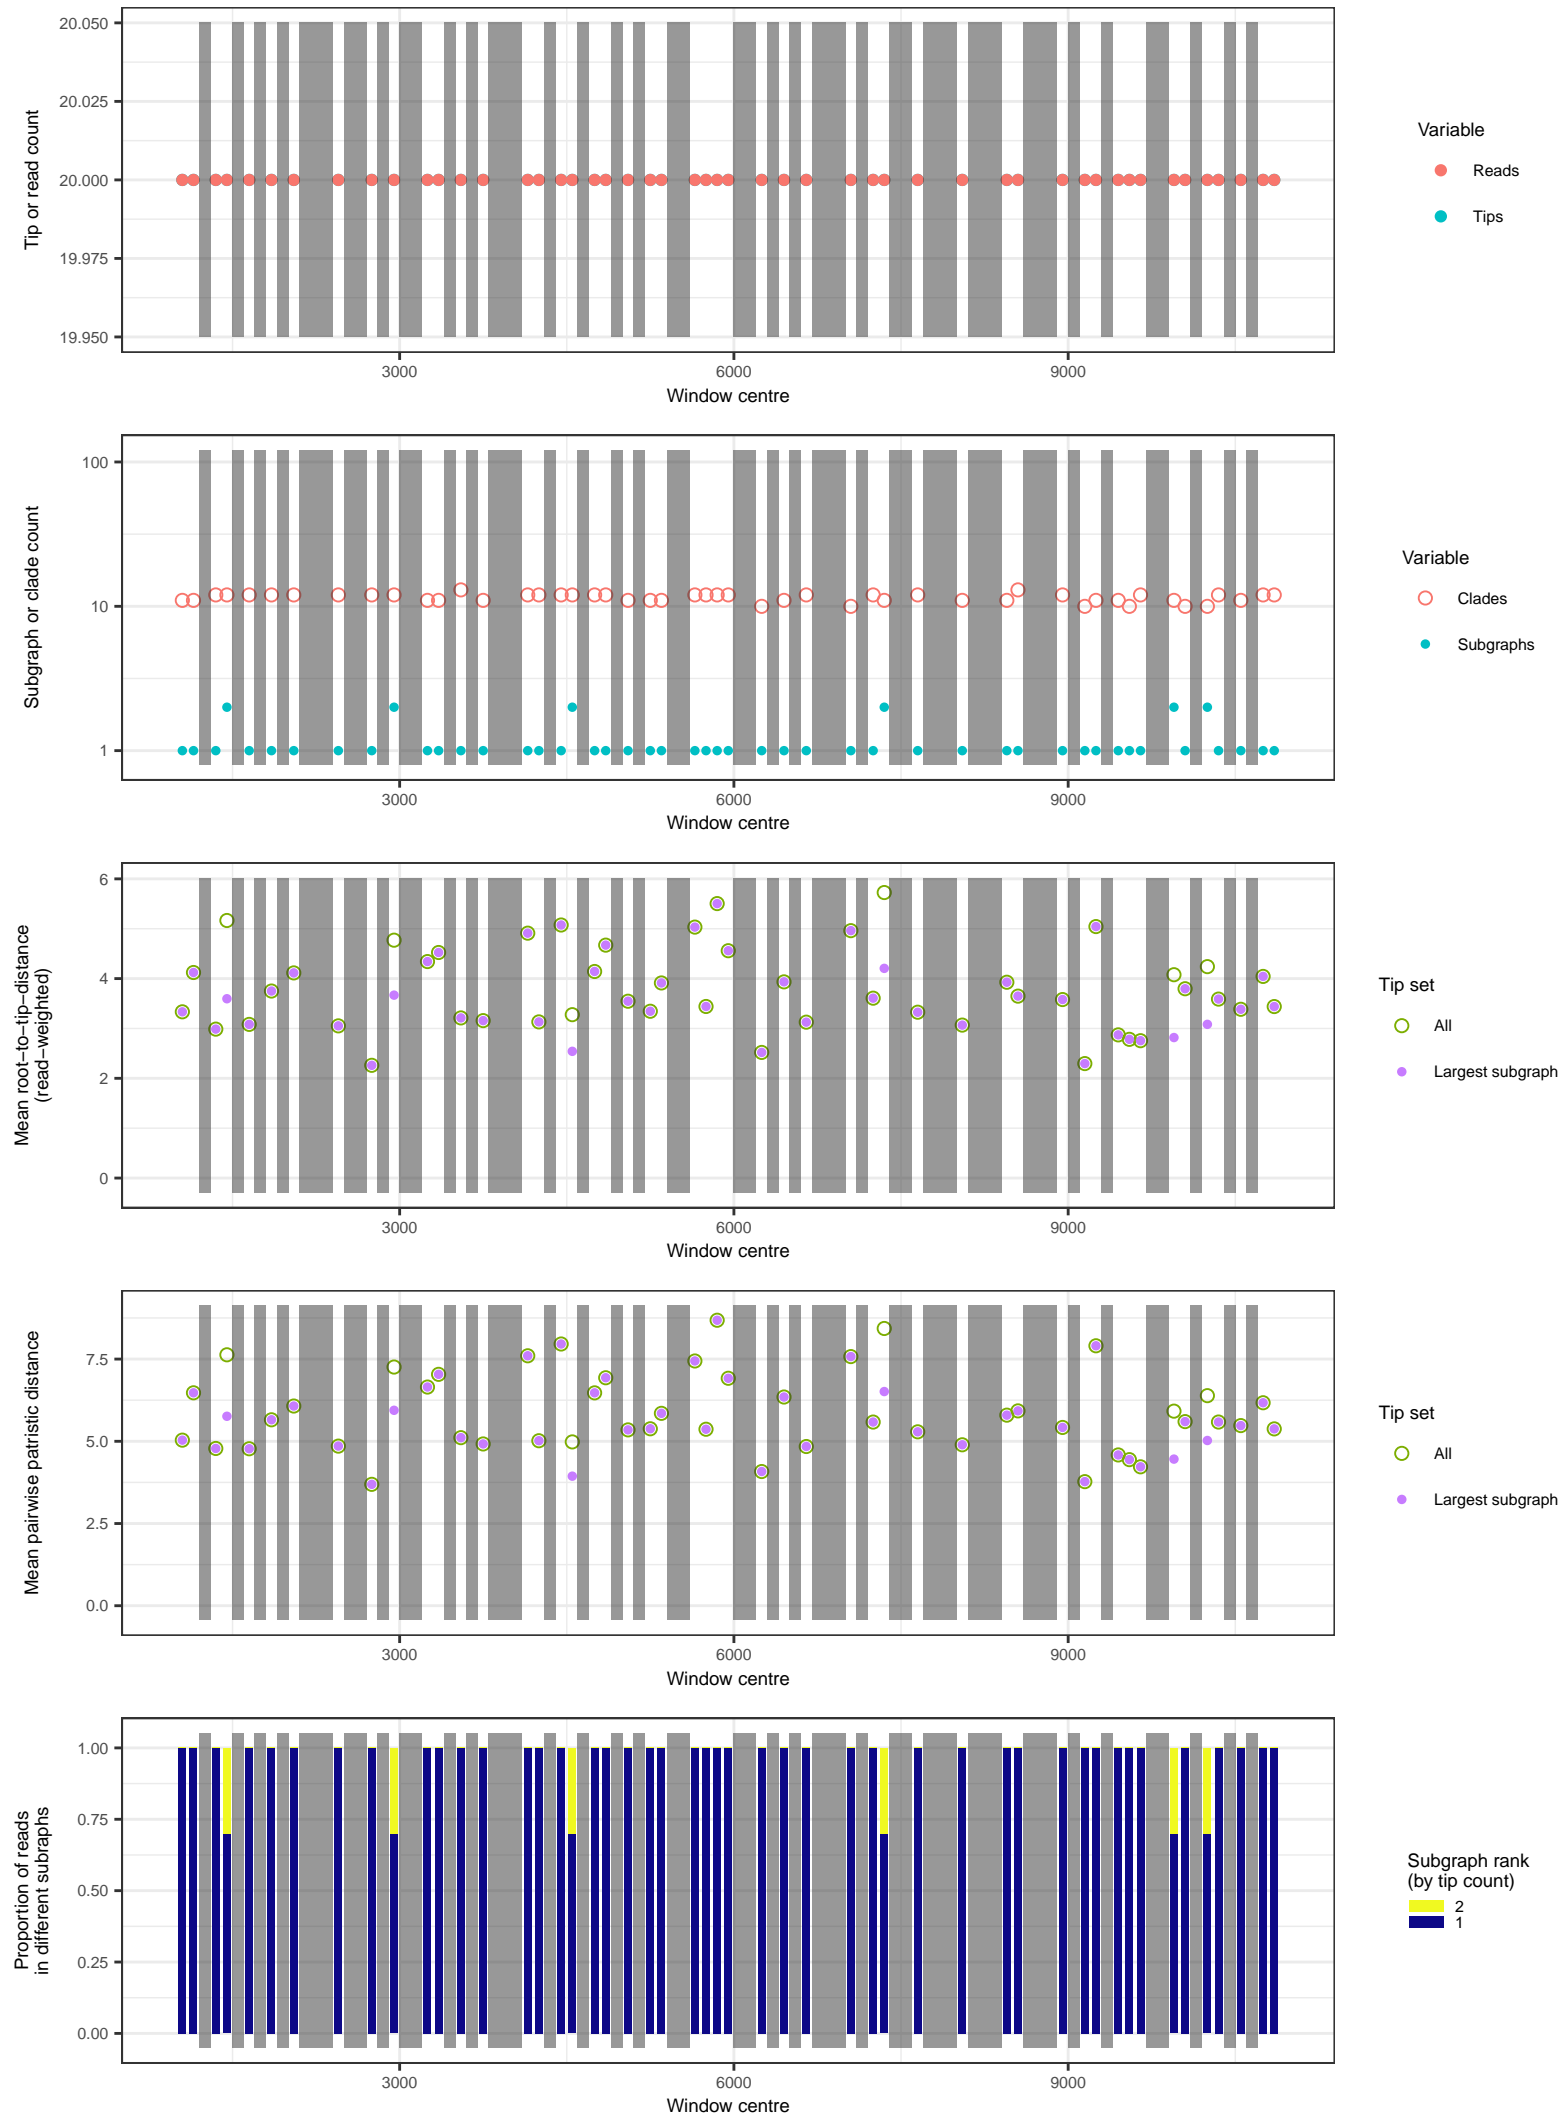 20.050
20.025
20.000
19.975
19.950
Tip or read count
3000
6000
9000
Window centre
Variable
Reads
Tips
100
10
1
Subgraph or clade count
3000
6000
9000
Window centre
Variable
Clades
Subgraphs
6
4
2
0
Mean root−to−tip−distance
(read−weighted)
3000
6000
9000
Window centre
Tip set
All
Largest subgraph
7.5
5.0
2.5
0.0
Mean pairwise patristic distance
3000
6000
9000
Window centre
Tip set
All
Largest subgraph
1.00
0.75
0.50
0.25
0.00
Proportion of reads
in different subraphs
3000
6000
9000
Window centre
Subgraph rank
(by tip count)
2
1